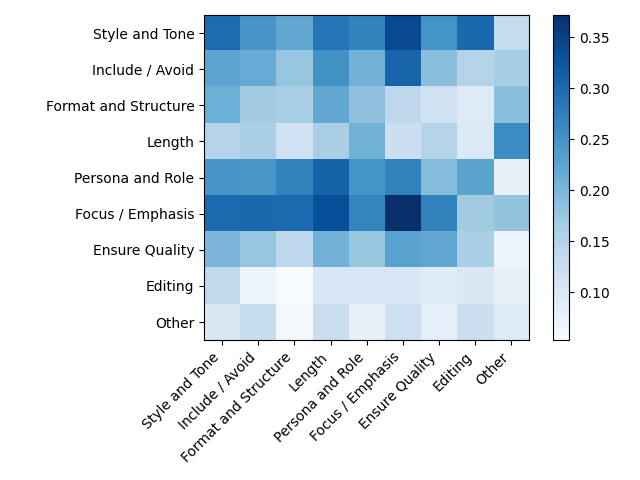 Style and Tone
Include / Avoid
Format and Structure
Length
Persona and Role
Focus / Emphasis
Ensure Quality
Editing
Other
Style and Tone
Include / Avoid
Format and Structure
Length
Persona and Role
Focus / Emphasis
Ensure Quality
Editing
Other
0.35
0.30
0.25
0.20
0.15
0.10